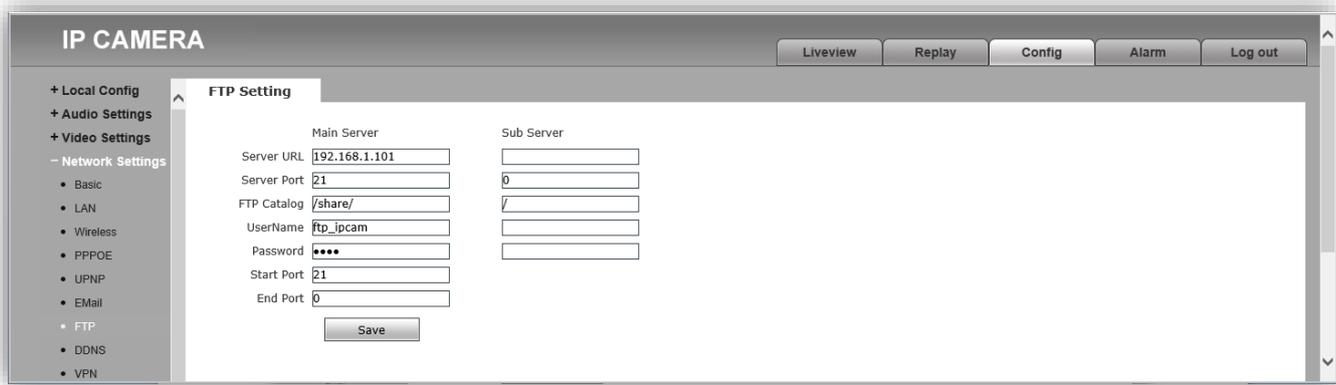 IP CAMERA
Liveview Replay Config Alarm Log out
+ Local Config
+ Audio Settings
+ Video Settings
− Network Settings
• Basic
• LAN
• Wireless
• PPPOE
• UPNP
• EMail
• FTP
• DDNS
• VPN
FTP Setting
Main Server Sub Server
Server URL 192.168.1.101
Server Port 21 0
FTP Catalog /share/ /
UserName ftp_ipcam
Password ••••
Start Port 21
End Port 0
Save